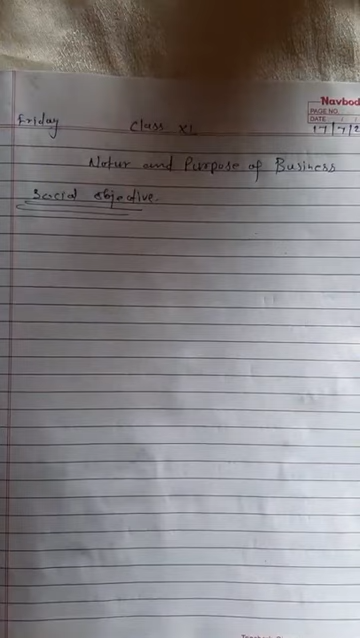 Navbod
PAGE NO.
Friday Class XI DATE 17/7/2
Natur and Purpose of Business
Social Objective.